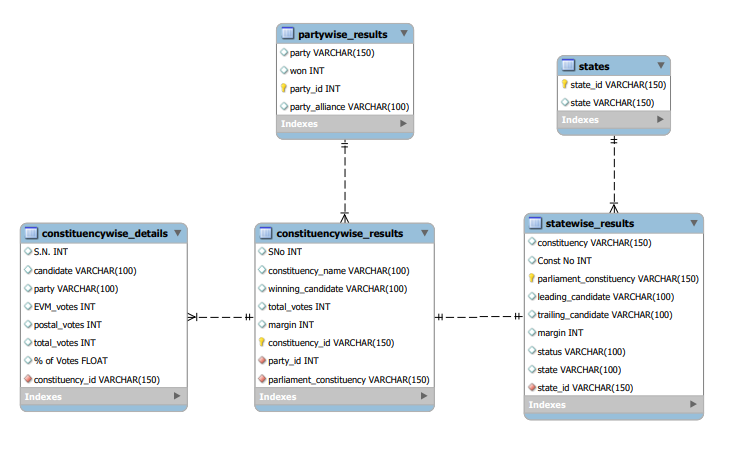 partywise_results
party VARCHAR(150)
won INT
party_id INT
party_alliance VARCHAR(100)
Indexes
states
state_id VARCHAR(150)
state VARCHAR(150)
Indexes
constituencywise_details
S.N. INT
candidate VARCHAR(100)
party VARCHAR(100)
EVM_votes INT
postal_votes INT
total_votes INT
% of Votes FLOAT
constituency_id VARCHAR(150)
Indexes
constituencywise_results
SNo INT
constituency_name VARCHAR(100)
winning_candidate VARCHAR(100)
total_votes INT
margin INT
constituency_id VARCHAR(150)
party_id INT
parliament_constituency VARCHAR(150)
Indexes
statewise_results
constituency VARCHAR(150)
Const No INT
parliament_constituency VARCHAR(150)
leading_candidate VARCHAR(100)
trailing_candidate VARCHAR(100)
margin INT
status VARCHAR(100)
state VARCHAR(100)
state_id VARCHAR(150)
Indexes